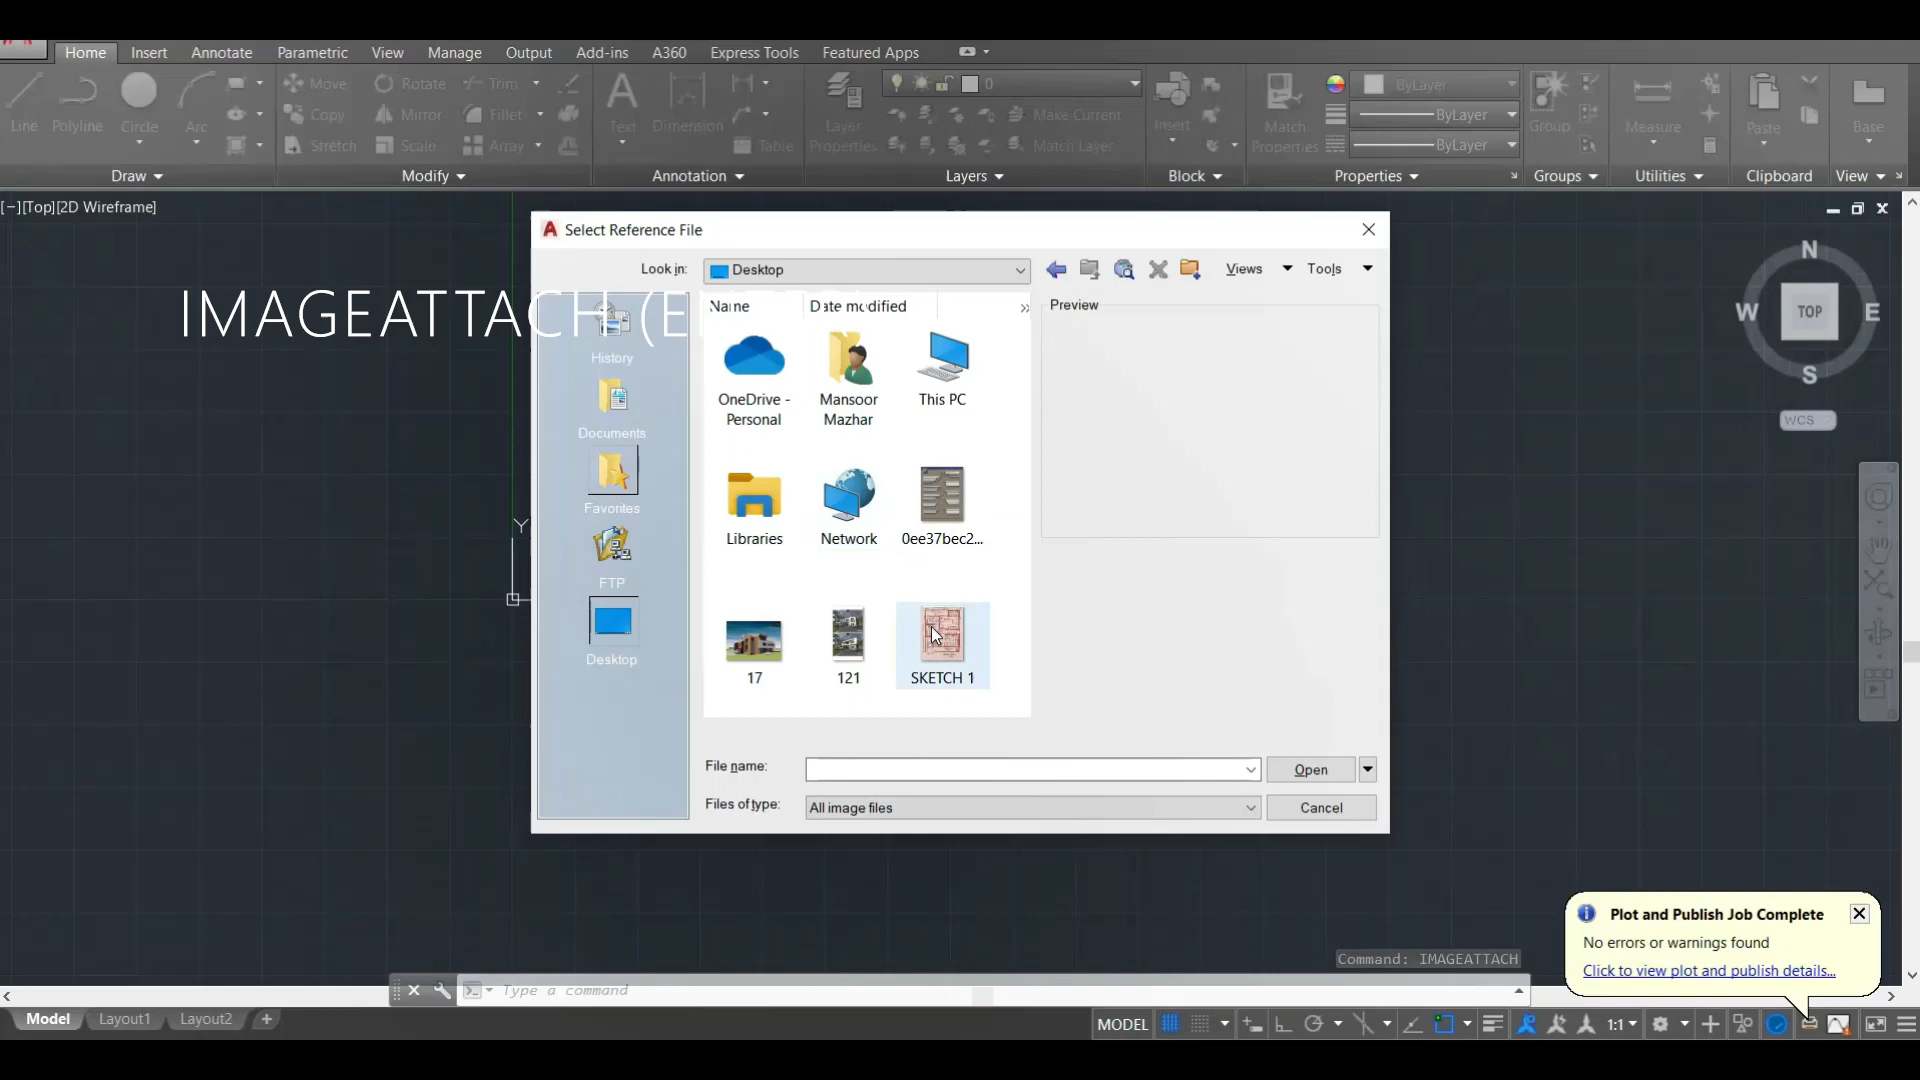 Home Insert Annotate Parametric View Manage Output Add-ins A360 Express Tools Featured Apps
Line Polyline Circle Arc
Move Rotate Trim
Copy Mirror Fillet
Stretch Scale Array
Text Dimension
Table
Layer Properties
0
Make Current
Match Layer
Insert
Match Properties
ByLayer
ByLayer
ByLayer
Group
Measure
Paste
Base
Draw Modify Annotation Layers Block Properties Groups Utilities Clipboard View
[−][Top][2D Wireframe]
IMAGEATTACH (E
Select Reference File
Look in: Desktop Views Tools
Name Date modified »
Preview
History
Documents
Favorites
FTP
Desktop
OneDrive - Personal
Mansoor Mazhar
This PC
Libraries
Network
0ee37bec2...
17
121
SKETCH 1
File name: Open
Files of type: All image files Cancel
N
W TOP E
S
WCS
Y
Plot and Publish Job Complete
No errors or warnings found
Click to view plot and publish details...
Command: IMAGEATTACH
Type a command
Model Layout1 Layout2 +
MODEL 1:1